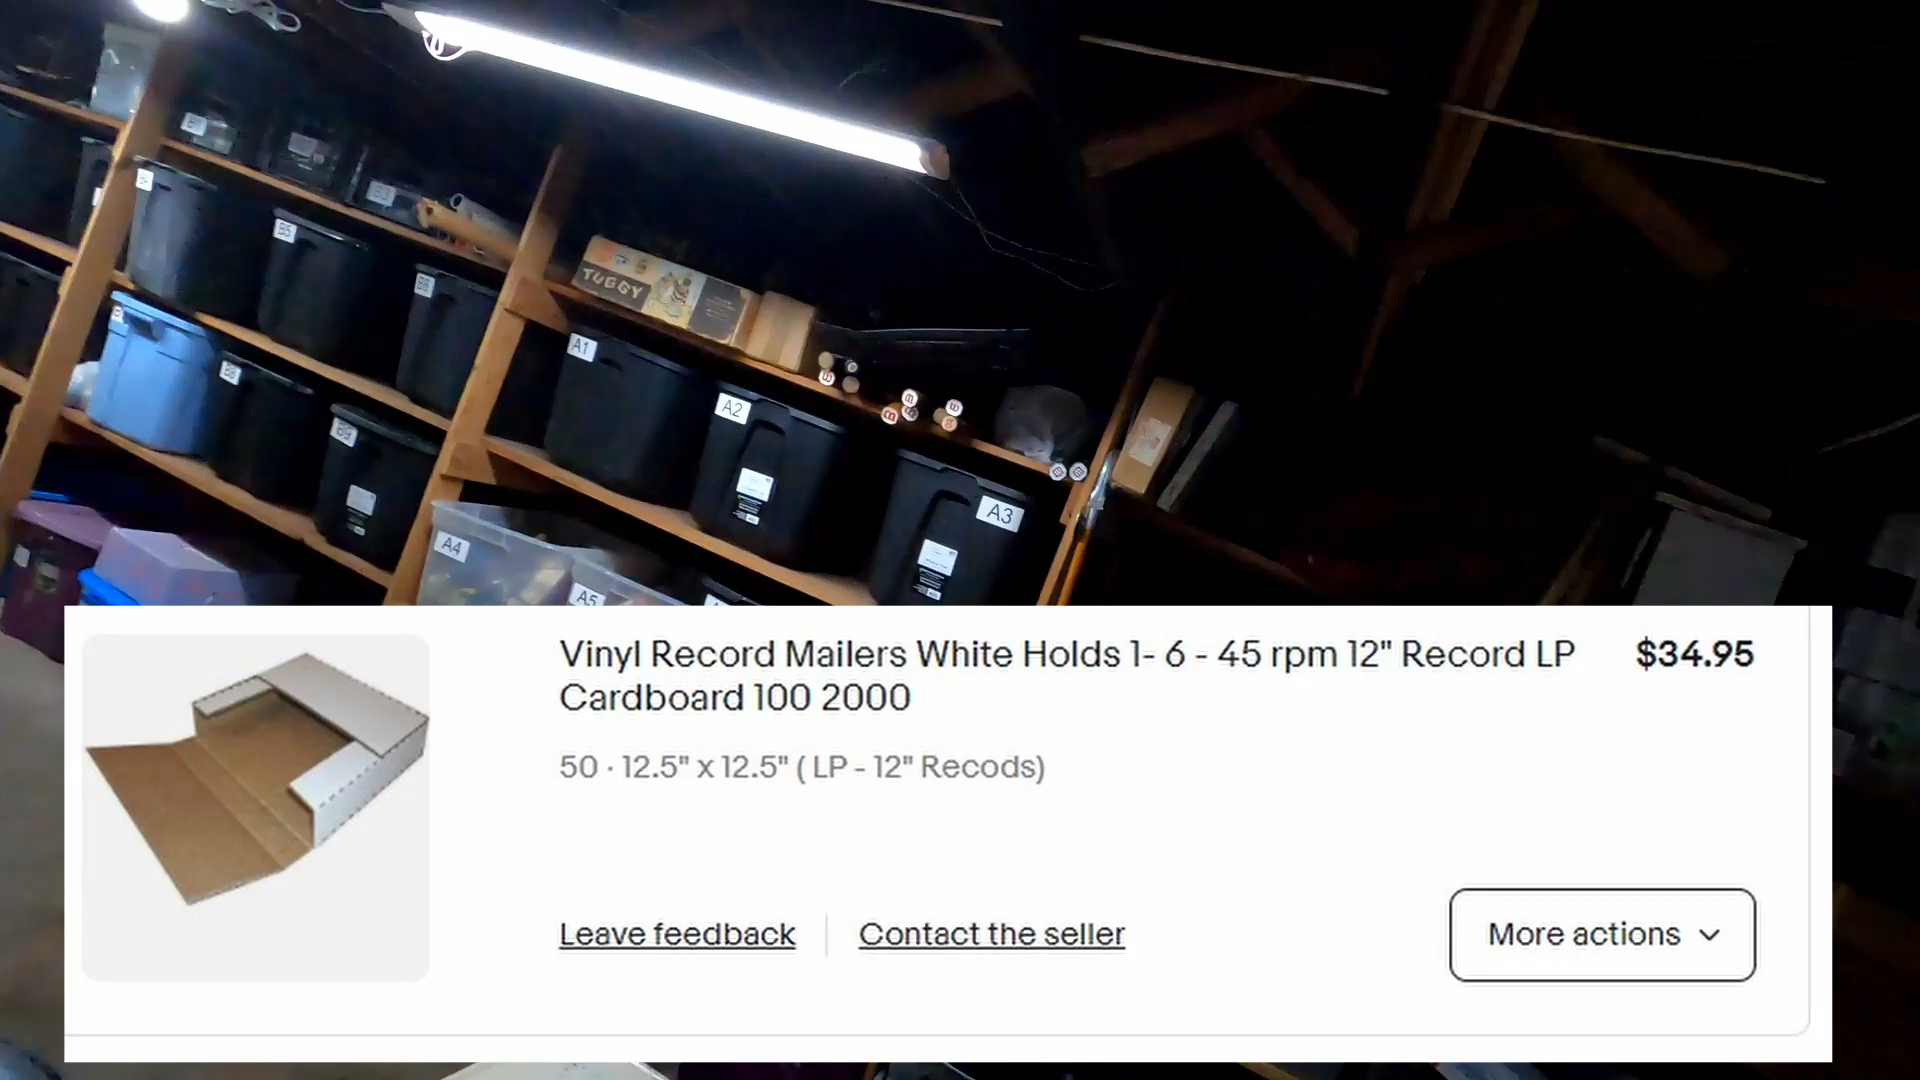 B5
B8
TUGGY
A1
B8
A2
B9
A3
A4
A5
Vinyl Record Mailers White Holds 1- 6 - 45 rpm 12" Record LP
Cardboard 100 2000
$34.95
50 · 12.5" x 12.5" ( LP - 12" Recods)
Leave feedback
Contact the seller
More actions